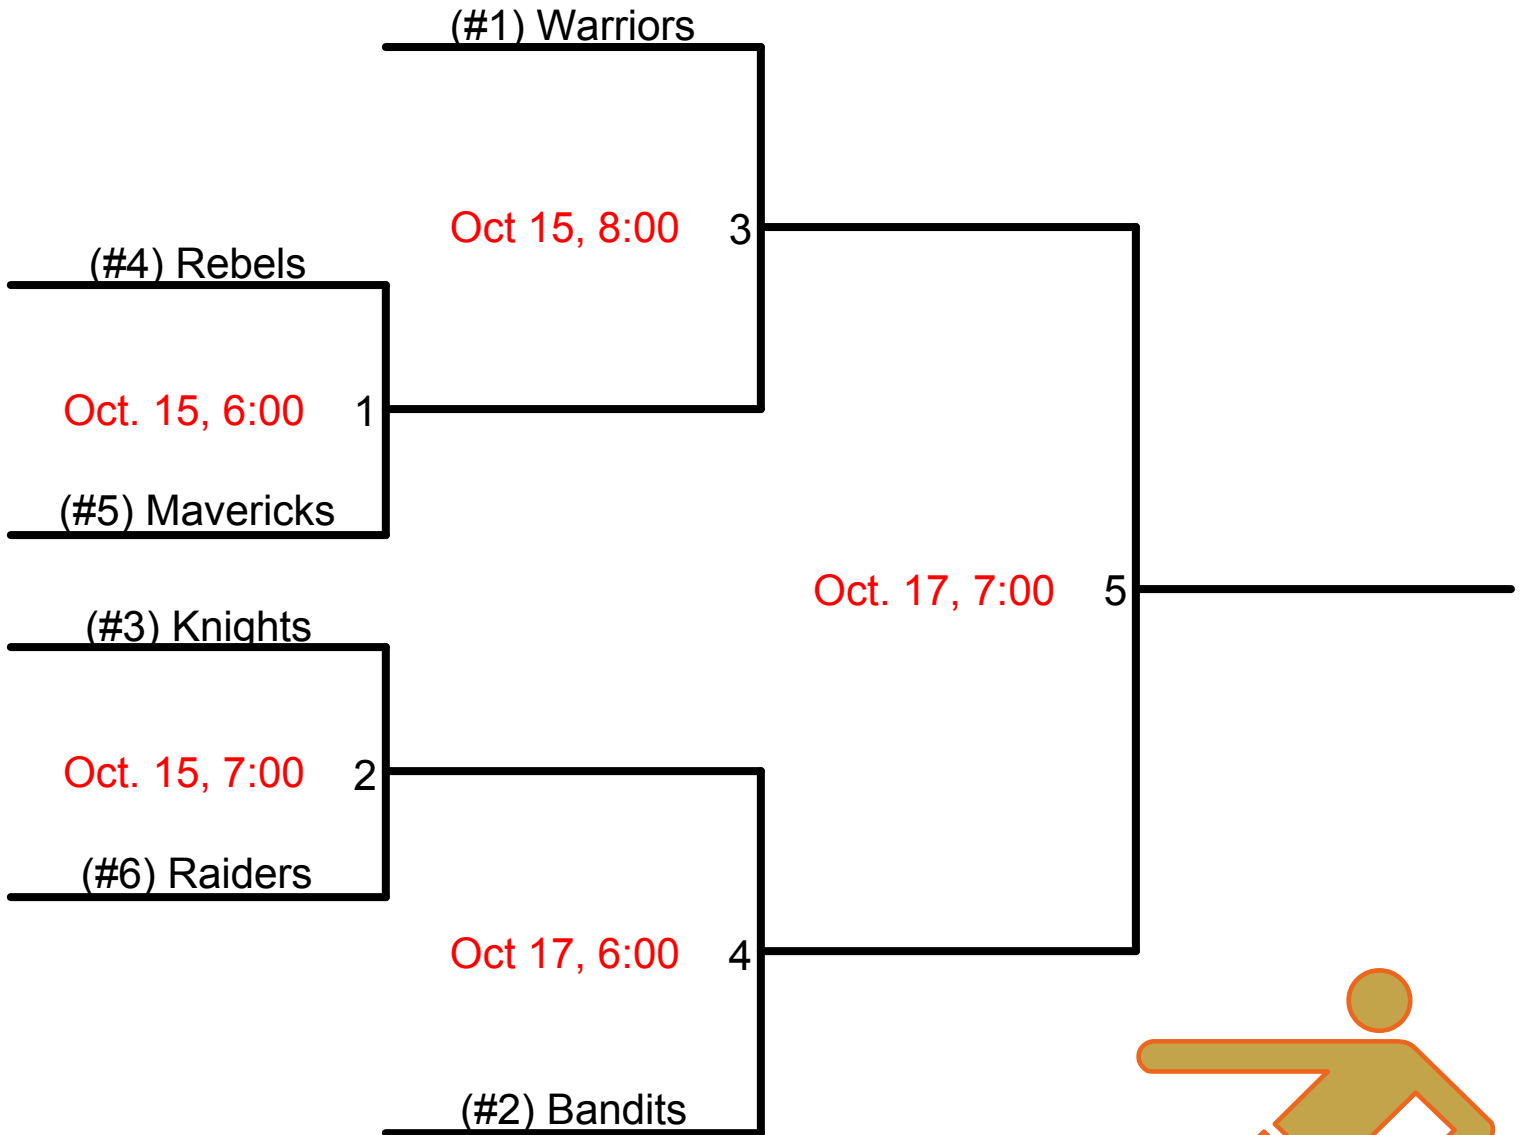 (#1) Warriors
Oct 15, 8:00 3
(#4) Rebels
Oct. 15, 6:00 1
(#5) Mavericks
Oct. 17, 7:00 5
(#3) Knights
Oct. 15, 7:00 2
(#6) Raiders
Oct 17, 6:00 4
(#2) Bandits